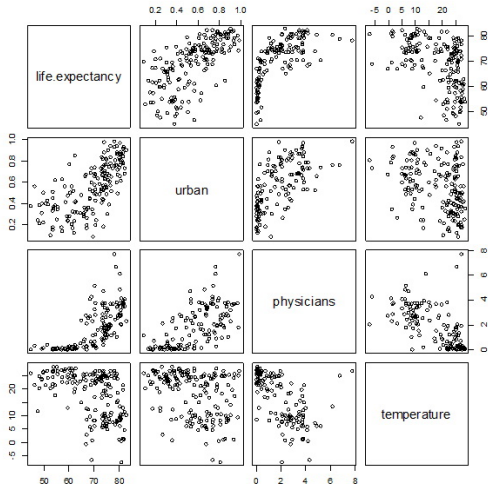 0.2 0.4 0.6 0.8 1.0 -5 0 5 10 20
life.expectancy
50 60 70 80
0.2 0.4 0.6 0.8 1.0
urban
physicians
0 2 4 6 8
-5 0 5 10 20
temperature
50 60 70 80 0 2 4 6 8